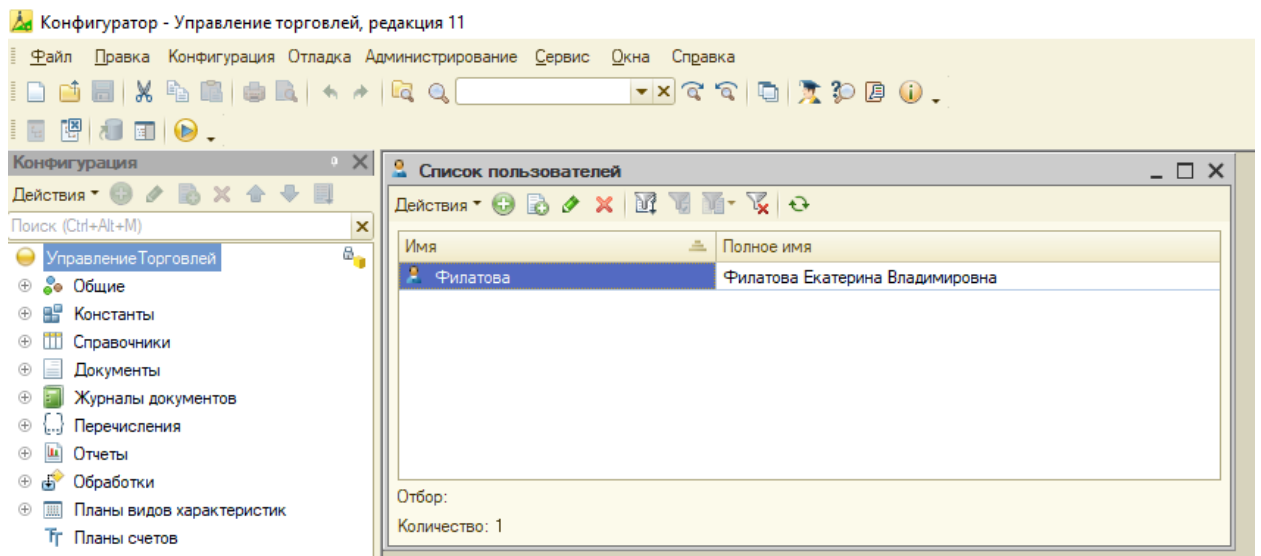 Конфигуратор - Управление торговлей, редакция 11
Файл Правка Конфигурация Отладка Администрирование Сервис Окна Справка
Конфигурация
Действия
Поиск (Ctrl+Alt+M)
УправлениеТорговлей
Общие
Константы
Справочники
Документы
Журналы документов
Перечисления
Отчеты
Обработки
Планы видов характеристик
Планы счетов
Список пользователей
Действия
Имя Полное имя
Филатова Филатова Екатерина Владимировна
Отбор:
Количество: 1